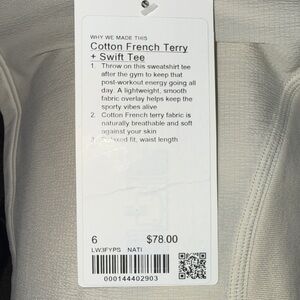 WHY WE MADE THIS
Cotton French Terry
+ Swift Tee
1. Throw on this sweatshirt tee
after the gym to keep that
post-workout energy going all
day. A lightweight, smooth
fabric overlay helps keep the
sporty vibes alive
2. Cotton French terry fabric is
naturally breathable and soft
against your skin
3. Relaxed fit, waist length
6 $78.00
LW3FYPS NATI
000144402903